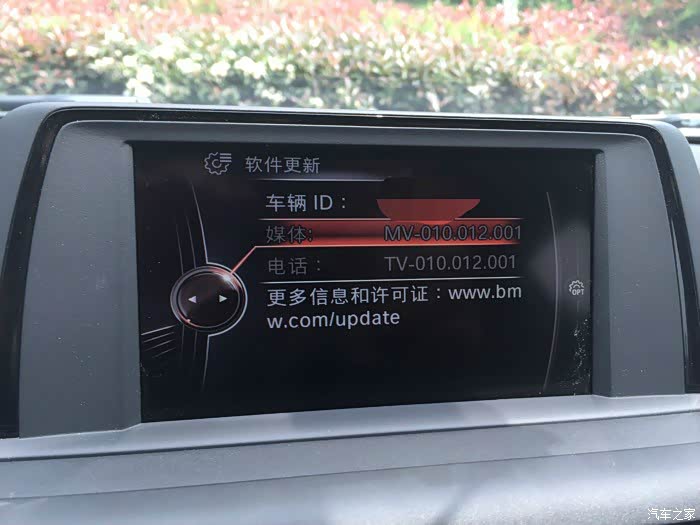 软件更新
车辆 ID：
媒体: MV-010.012.001
电话： TV-010.012.001
更多信息和许可证：www.bm
w.com/update
OPT
汽车之家